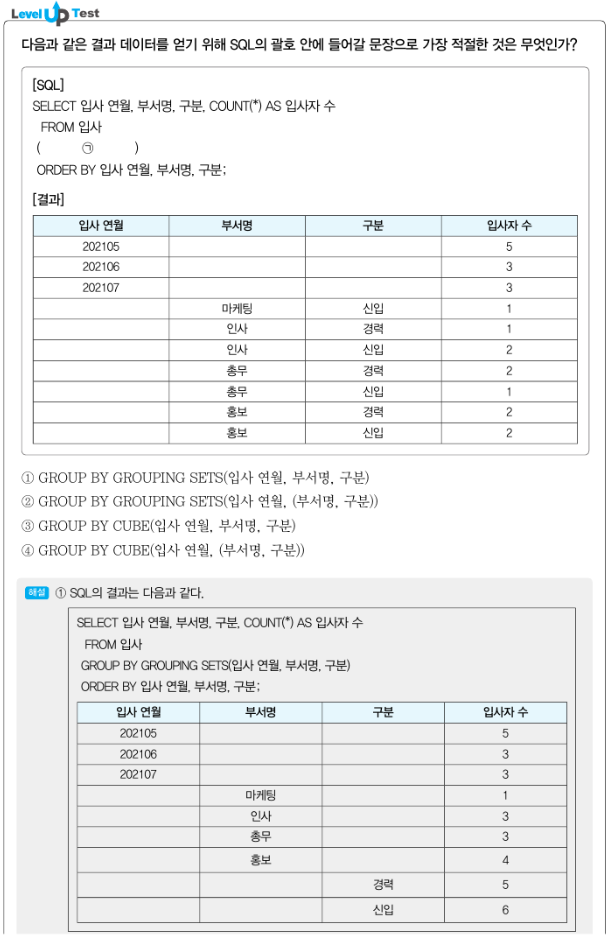 Level UP Test
다음과 같은 결과 데이터를 얻기 위해 SQL의 괄호 안에 들어갈 문장으로 가장 적절한 것은 무엇인가?
[SQL]
SELECT 입사 연월, 부서명, 구분, COUNT(*) AS 입사자 수
FROM 입사
( ㉠ )
ORDER BY 입사 연월, 부서명, 구분;
[결과]
입사 연월 부서명 구분 입사자 수
202105 5
202106 3
202107 3
마케팅 신입 1
인사 경력 1
인사 신입 2
총무 경력 2
총무 신입 1
홍보 경력 2
홍보 신입 2
① GROUP BY GROUPING SETS(입사 연월, 부서명, 구분)
② GROUP BY GROUPING SETS(입사 연월, (부서명, 구분))
③ GROUP BY CUBE(입사 연월, 부서명, 구분)
④ GROUP BY CUBE(입사 연월, (부서명, 구분))
해설 ① SQL의 결과는 다음과 같다.
SELECT 입사 연월, 부서명, 구분, COUNT(*) AS 입사자 수
FROM 입사
GROUP BY GROUPING SETS(입사 연월, 부서명, 구분)
ORDER BY 입사 연월, 부서명, 구분;
입사 연월 부서명 구분 입사자 수
202105 5
202106 3
202107 3
마케팅 1
인사 3
총무 3
홍보 4
경력 5
신입 6